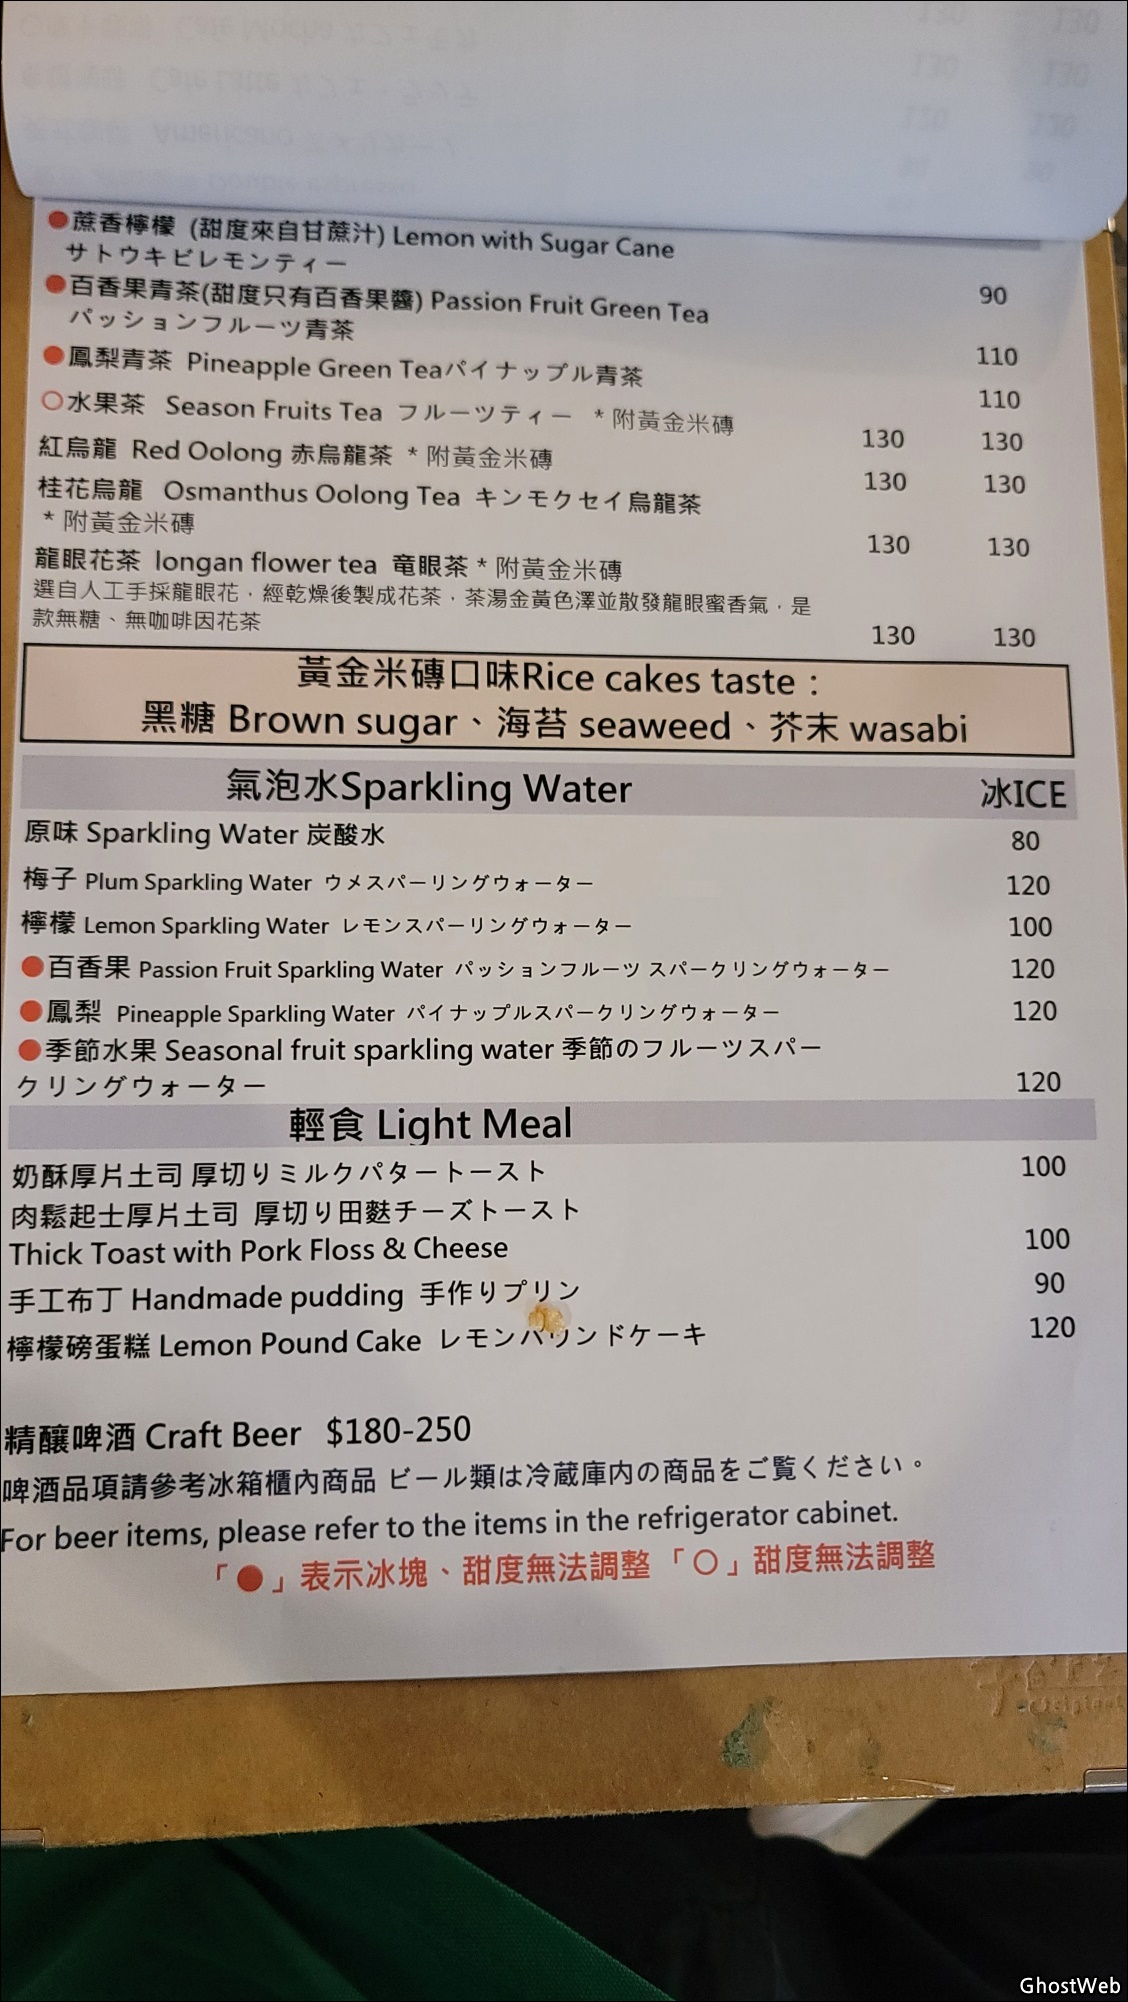 ●蔗香檸檬 (甜度來自甘蔗汁) Lemon with Sugar Cane
サトウキビレモンティー 90
●百香果青茶(甜度只有百香果醬) Passion Fruit Green Tea
パッションフルーツ青茶 110
●鳳梨青茶 Pineapple Green Teaパイナップル青茶 110
○水果茶 Season Fruits Tea フルーツティー *附黃金米磚 130 130
紅烏龍 Red Oolong 赤烏龍茶 *附黃金米磚 130 130
桂花烏龍 Osmanthus Oolong Tea キンモクセイ烏龍茶
*附黃金米磚 130 130
龍眼花茶 longan flower tea 竜眼茶 *附黃金米磚
選自人工手採龍眼花，經乾燥後製成花茶，茶湯金黃色澤並散發龍眼蜜香氣，是
款無糖、無咖啡因花茶 130 130
黃金米磚口味Rice cakes taste：
黑糖 Brown sugar、海苔 seaweed、芥末 wasabi
氣泡水Sparkling Water 冰ICE
原味 Sparkling Water 炭酸水 80
梅子 Plum Sparkling Water ウメスパーリングウォーター 120
檸檬 Lemon Sparkling Water レモンスパーリングウォーター 100
●百香果 Passion Fruit Sparkling Water パッションフルーツ スパークリングウォーター 120
●鳳梨 Pineapple Sparkling Water パイナップルスパークリングウォーター 120
●季節水果 Seasonal fruit sparkling water 季節のフルーツスパー
クリングウォーター 120
輕食 Light Meal
奶酥厚片土司 厚切りミルクパタートースト 100
肉鬆起士厚片土司 厚切り田麩チーズトースト
Thick Toast with Pork Floss & Cheese 100
手工布丁 Handmade pudding 手作りプリン 90
檸檬磅蛋糕 Lemon Pound Cake レモンパウンドケーキ 120
精釀啤酒 Craft Beer $180-250
啤酒品項請參考冰箱櫃內商品 ビール類は冷蔵庫内の商品をご覧ください。
For beer items, please refer to the items in the refrigerator cabinet.
「●」表示冰塊、甜度無法調整「○」甜度無法調整
GhostWeb